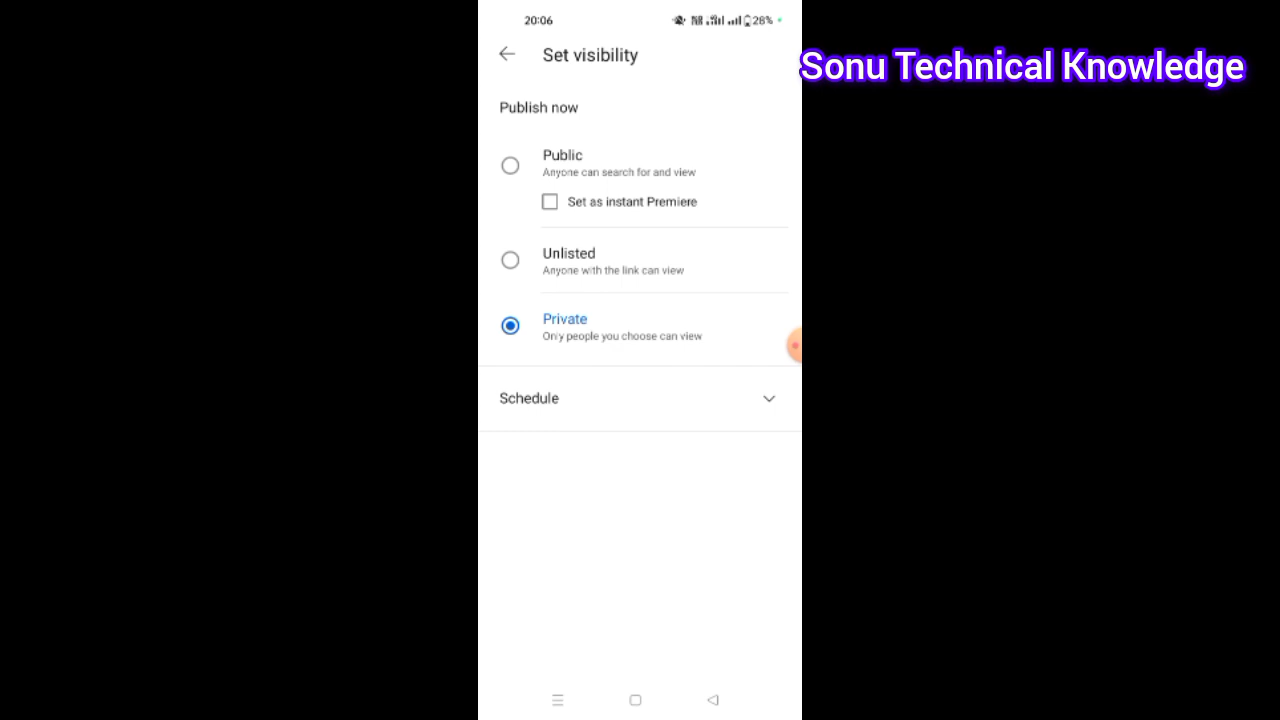 20:06
28%
Set visibility
Sonu Technical Knowledge
Publish now
Public
Anyone can search for and view
Set as instant Premiere
Unlisted
Anyone with the link can view
Private
Only people you choose can view
Schedule